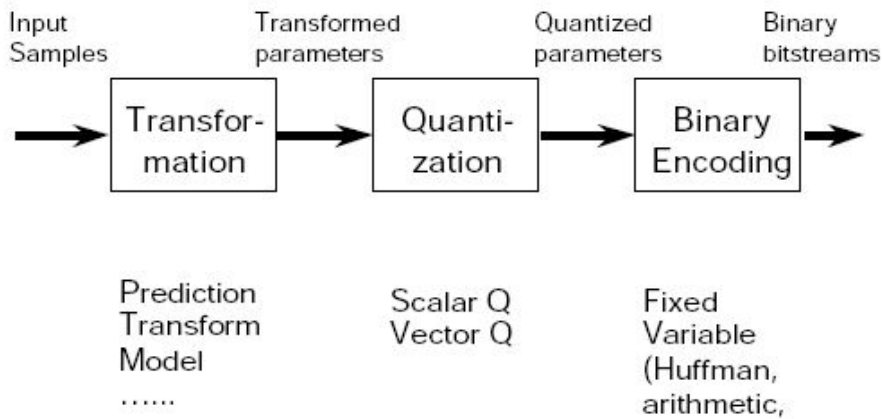 Input
Samples
Transformed
parameters
Quantized
parameters
Binary
bitstreams
Transfor-
mation
Quanti-
zation
Binary
Encoding
Prediction
Transform
Model
…...
Scalar Q
Vector Q
Fixed
Variable
(Huffman,
arithmetic,